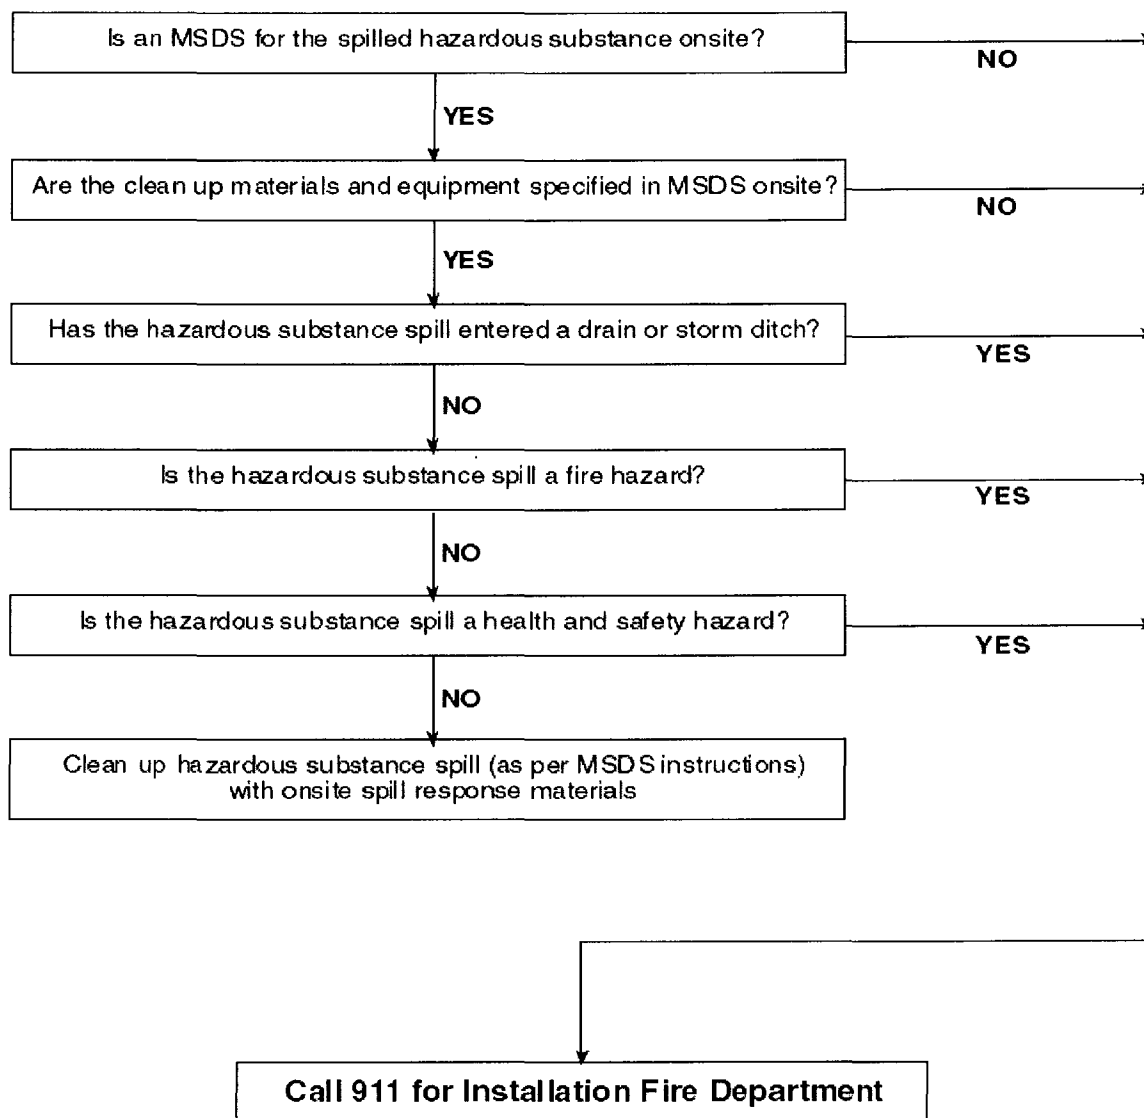 Is an MSDS for the spilled hazardous substance onsite?
NO
YES
Are the clean up materials and equipment specified in MSDS onsite?
NO
YES
Has the hazardous substance spill entered a drain or storm ditch?
YES
NO
Is the hazardous substance spill a fire hazard?
YES
NO
Is the hazardous substance spill a health and safety hazard?
YES
NO
Clean up hazardous substance spill (as per MSDS instructions)
with onsite spill response materials
Call 911 for Installation Fire Department